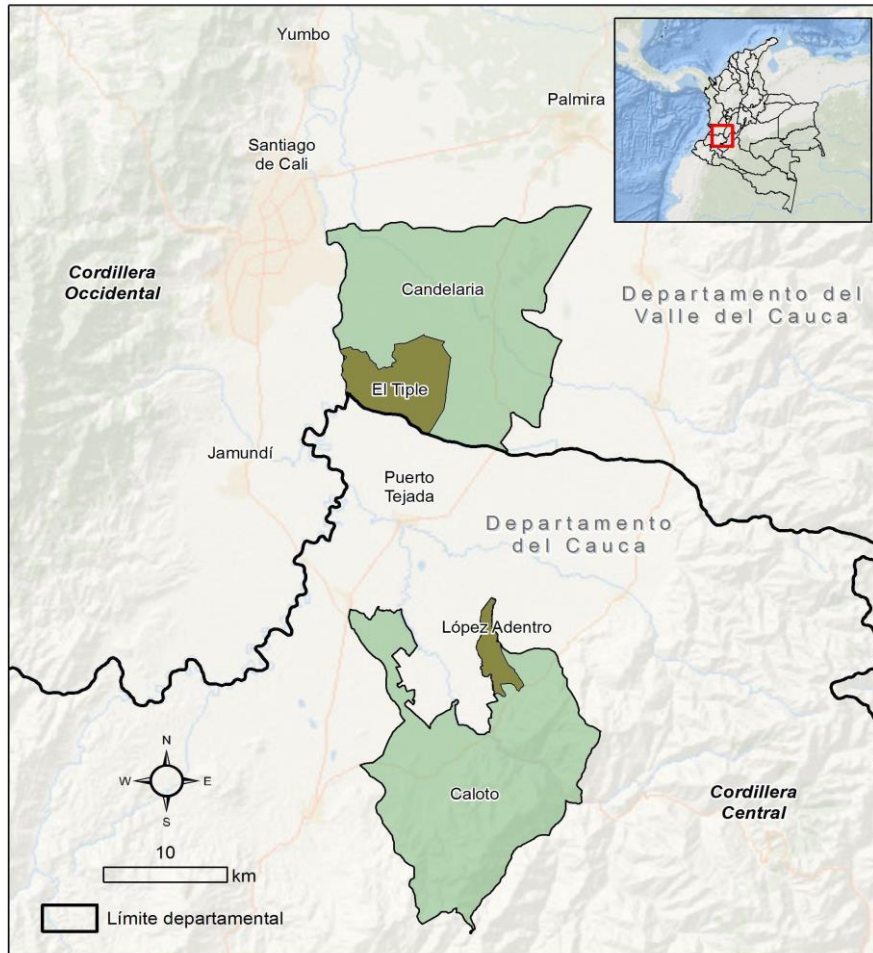 Yumbo
Palmira
Santiago
de Cali
Cordillera
Occidental
Candelaria
Departamento del
Valle del Cauca
El Tiple
Jamundí
Puerto
Tejada
Departamento
del Cauca
López Adentro
N
W
E
S
Caloto
Cordillera
Central
10
km
Límite departamental